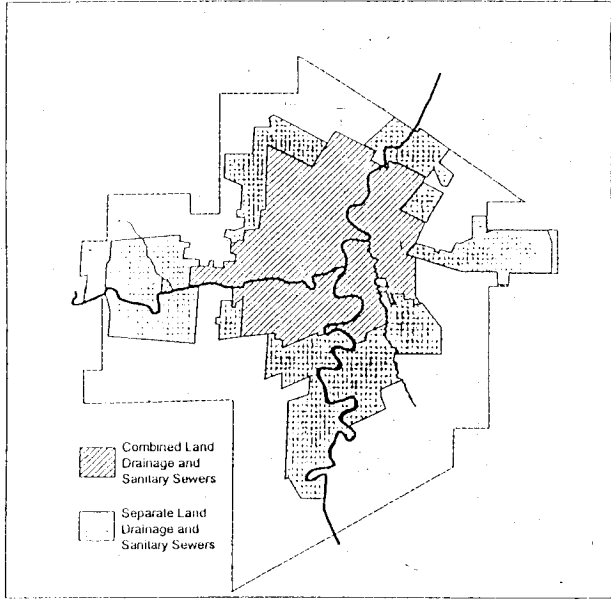 Combined Land
Drainage and
Sanitary Sewers
Separate Land
Drainage and
Sanitary Sewers